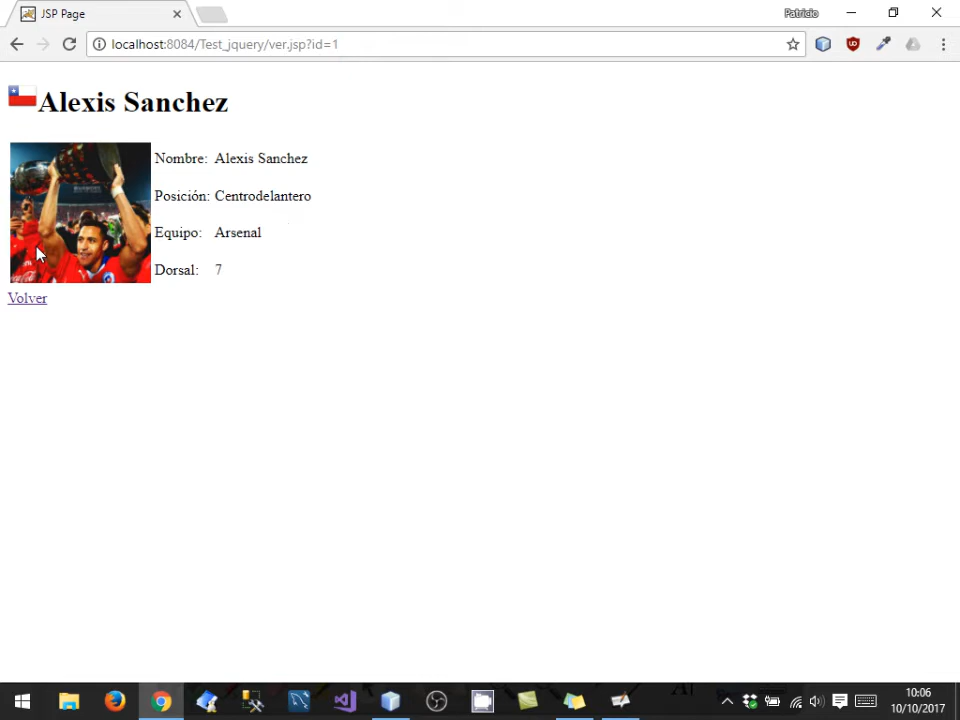 JSP Page
Patricio
localhost:8084/Test_jquery/ver.jsp?id=1
Alexis Sanchez
Nombre: Alexis Sanchez
Posición: Centrodelantero
Equipo: Arsenal
Dorsal: 7
Volver
10:06
10/10/2017